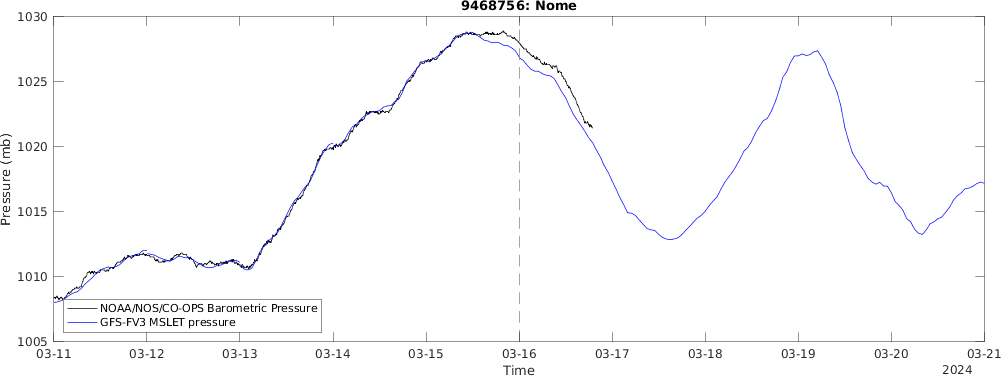 9468756: Nome
1030
1025
1020
1015
1010
1005
Pressure (mb)
NOAA/NOS/CO-OPS Barometric Pressure
GFS-FV3 MSLET pressure
03-11 03-12 03-13 03-14 03-15 03-16 03-17 03-18 03-19 03-20 03-21
Time
2024